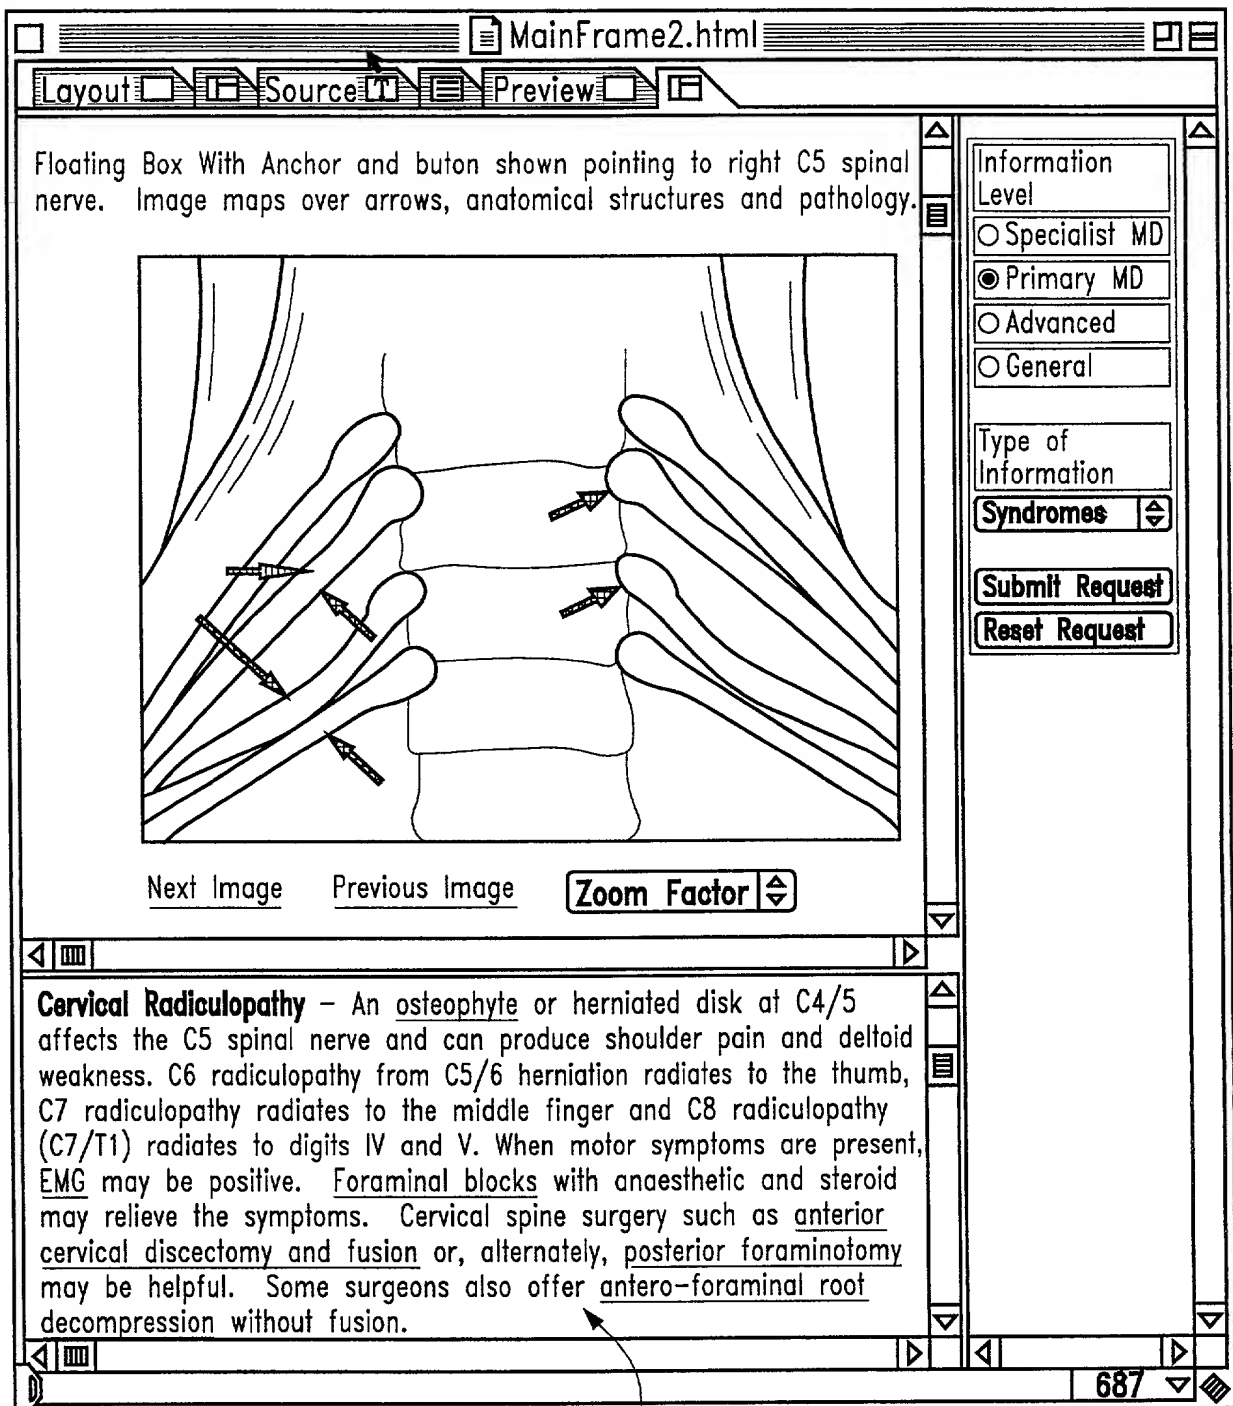 MainFrame2.html
Layout Source T Preview
Floating Box With Anchor and buton shown pointing to right C5 spinal
nerve. Image maps over arrows, anatomical structures and pathology.
Next Image Previous Image Zoom Factor
Cervical Radiculopathy – An osteophyte or herniated disk at C4/5
affects the C5 spinal nerve and can produce shoulder pain and deltoid
weakness. C6 radiculopathy from C5/6 herniation radiates to the thumb,
C7 radiculopathy radiates to the middle finger and C8 radiculopathy
(C7/T1) radiates to digits IV and V. When motor symptoms are present,
EMG may be positive. Foraminal blocks with anaesthetic and steroid
may relieve the symptoms. Cervical spine surgery such as anterior
cervical discectomy and fusion or, alternately, posterior foraminotomy
may be helpful. Some surgeons also offer antero-foraminal root
decompression without fusion.
Information
Level
Specialist MD
Primary MD
Advanced
General
Type of
Information
Syndromes
Submit Request
Reset Request
687